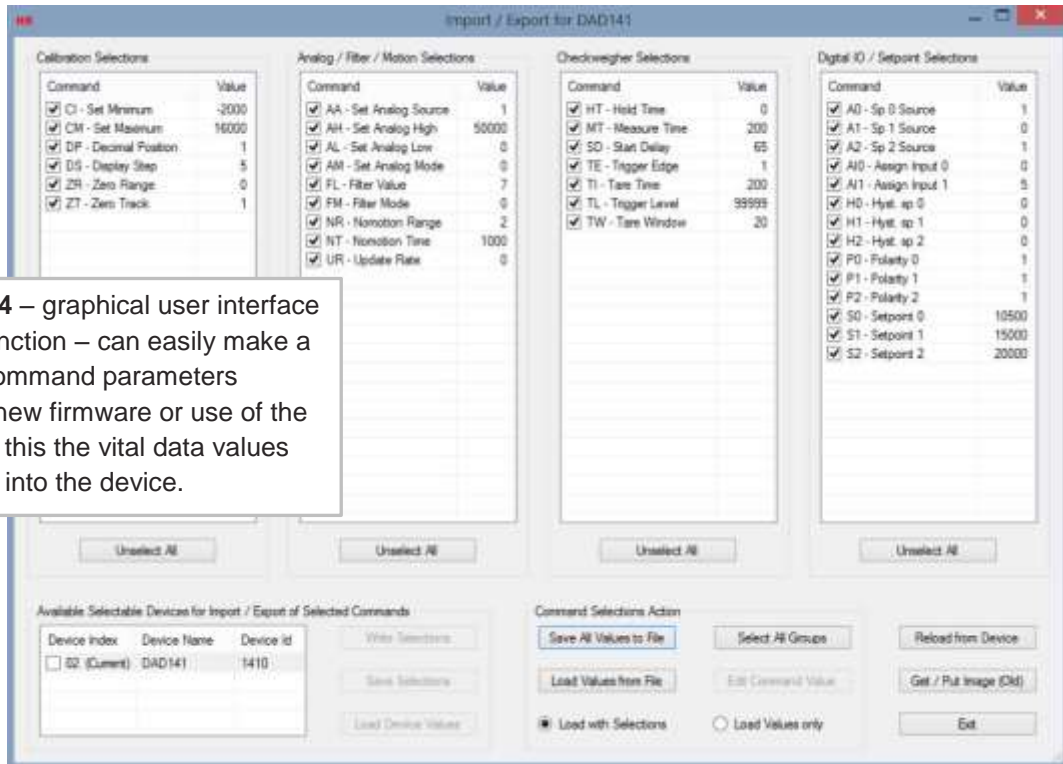 Import / Export for DAD141
Calibration Selections
Command Value
CI - Set Minimum -2000
CM - Set Maximum 16000
DP - Decimal Position 1
DS - Display Step 5
ZR - Zero Range 0
ZT - Zero Track 1
Unselect All
Analog / Filter / Motion Selections
Command Value
AA - Set Analog Source 1
AH - Set Analog High 50000
AL - Set Analog Low 0
AM - Set Analog Mode 0
FL - Filter Value 7
FM - Filter Mode 0
NR - Nomotion Range 2
NT - Nomotion Time 1000
UR - Update Rate 0
Unselect All
Checkweigher Selections
Command Value
HT - Hold Time 0
MT - Measure Time 200
SD - Start Delay 65
TE - Trigger Edge 1
TI - Tare Time 200
TL - Trigger Level 99999
TW - Tare Window 20
Unselect All
Digital IO / Setpoint Selections
Command Value
A0 - Sp 0 Source 1
A1 - Sp 1 Source 0
A2 - Sp 2 Source 1
AI0 - Assign Input 0 0
AI1 - Assign Input 1 5
H0 - Hyst. sp 0 0
H1 - Hyst. sp 1 0
H2 - Hyst. sp 2 0
P0 - Polarity 0 1
P1 - Polarity 1 1
P2 - Polarity 2 1
S0 - Setpoint 0 10500
S1 - Setpoint 1 15000
S2 - Setpoint 2 20000
Unselect All
4 – graphical user interface
nction – can easily make a
ommand parameters
new firmware or use of the
this the vital data values
into the device.
Available Selectable Devices for Import / Export of Selected Commands
Device Index Device Name Device Id
02 (Current) DAD141 1410
Write Selections
Save Selections
Load Device Values
Command Selections Action
Save All Values to File Select All Groups
Load Values from File Edit Command Value
Load with Selections Load Values only
Reload from Device
Get / Put Image (Old)
Exit